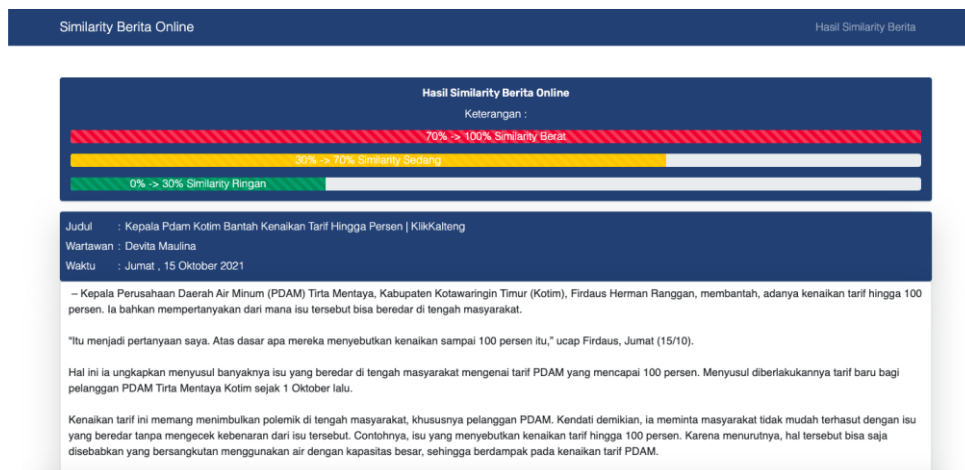 Similarity Berita Online
Hasil Similarity Berita
Hasil Similarity Berita Online
Keterangan :
70% -> 100% Similarity Berat
30% -> 70% Similarity Sedang
0% -> 30% Similarity Ringan
Judul : Kepala Pdam Kotim Bantah Kenaikan Tarif Hingga Persen | KlikKalteng
Wartawan : Devita Maulina
Waktu : Jumat , 15 Oktober 2021
– Kepala Perusahaan Daerah Air Minum (PDAM) Tirta Mentaya, Kabupaten Kotawaringin Timur (Kotim), Firdaus Herman Ranggan, membantah, adanya kenaikan tarif hingga 100
persen. Ia bahkan mempertanyakan dari mana isu tersebut bisa beredar di tengah masyarakat.
"Itu menjadi pertanyaan saya. Atas dasar apa mereka menyebutkan kenaikan sampai 100 persen itu," ucap Firdaus, Jumat (15/10).
Hal ini ia ungkapkan menyusul banyaknya isu yang beredar di tengah masyarakat mengenai tarif PDAM yang mencapai 100 persen. Menyusul diberlakukannya tarif baru bagi
pelanggan PDAM Tirta Mentaya Kotim sejak 1 Oktober lalu.
Kenaikan tarif ini memang menimbulkan polemik di tengah masyarakat, khususnya pelanggan PDAM. Kendati demikian, ia meminta masyarakat tidak mudah terhasut dengan isu
yang beredar tanpa mengecek kebenaran dari isu tersebut. Contohnya, isu yang menyebutkan kenaikan tarif hingga 100 persen. Karena menurutnya, hal tersebut bisa saja
disebabkan yang bersangkutan menggunakan air dengan kapasitas besar, sehingga berdampak pada kenaikan tarif PDAM.